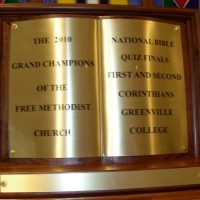 THE 2010
GRAND CHAMPIONS
OF THE
FREE METHODIST
CHURCH
NATIONAL BIBLE
QUIZ FINALS
FIRST AND SECOND
CORINTHIANS
GREENVILLE
COLLEGE